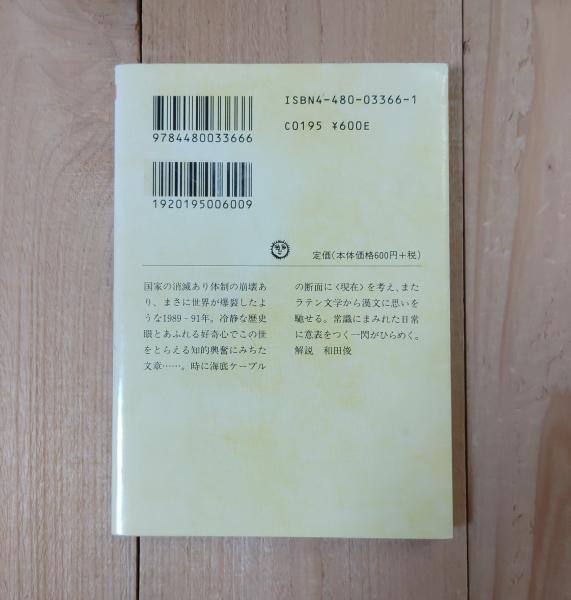 ISBN4-480-03366-1
C0195 ¥600E
9784480033666
1920195006009
定価(本体価格600円+税)
国家の消滅あり体制の崩壊あ
り、まさに世界が爆裂したよ
うな1989‐91年。冷静な歴史
眼とあふれる好奇心でこの世
をとらえる知的興奮にみちた
文章……。時に海底ケーブル
の断面に〈現在〉を考え、また
ラテン文学から漢文に思いを
馳せる。常識にまみれた日常
に意表をつく一閃がひらめく。
解説 和田俊